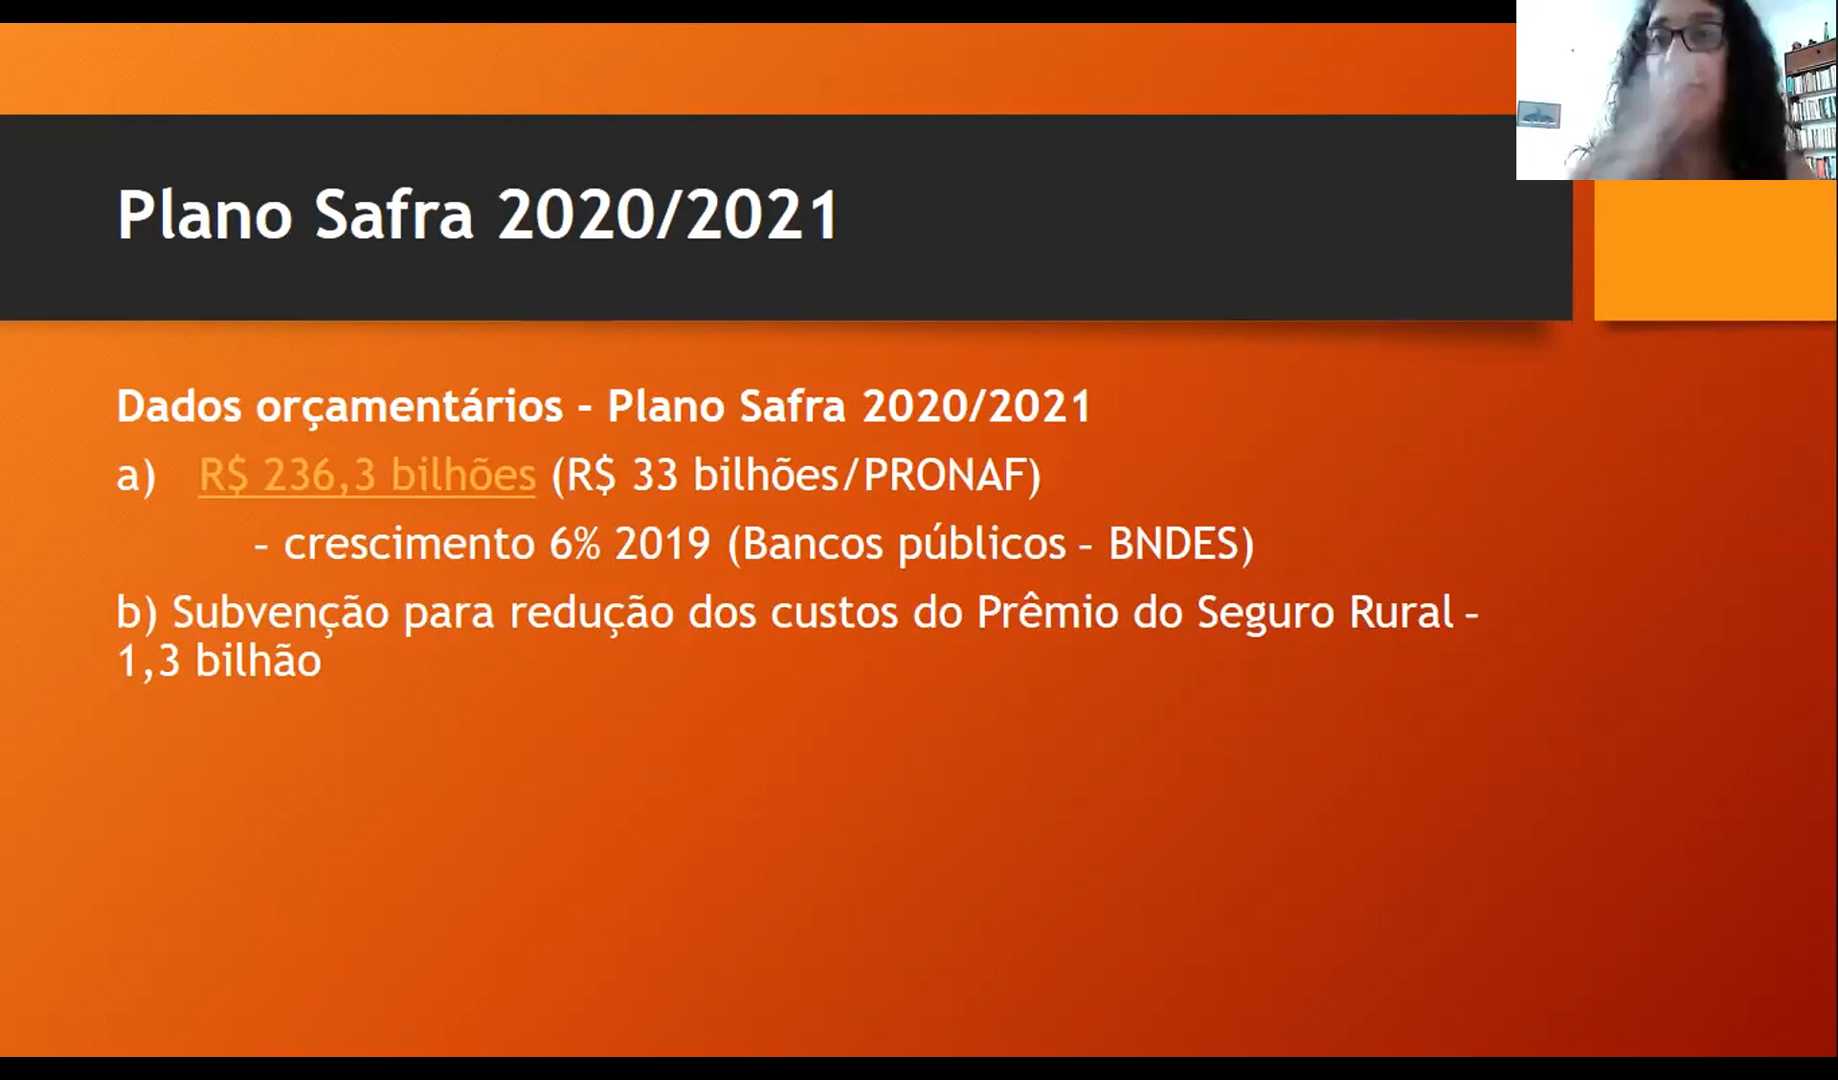 Plano Safra 2020/2021
Dados orçamentários - Plano Safra 2020/2021
a) R$ 236,3 bilhões (R$ 33 bilhões/PRONAF)
– crescimento 6% 2019 (Bancos públicos – BNDES)
b) Subvenção para redução dos custos do Prêmio do Seguro Rural –
1,3 bilhão